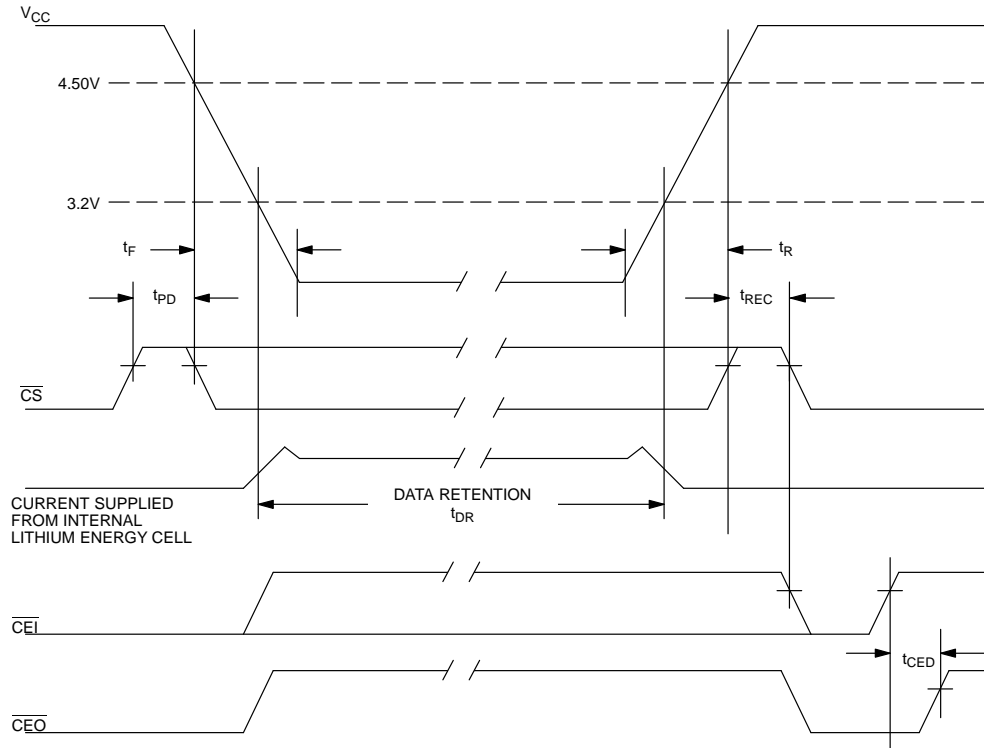 VCC
4.50V
3.2V
tF
tR
tPD
tREC
CS
DATA RETENTION
tDR
CURRENT SUPPLIED
FROM INTERNAL
LITHIUM ENERGY CELL
CEI
tCED
CEO